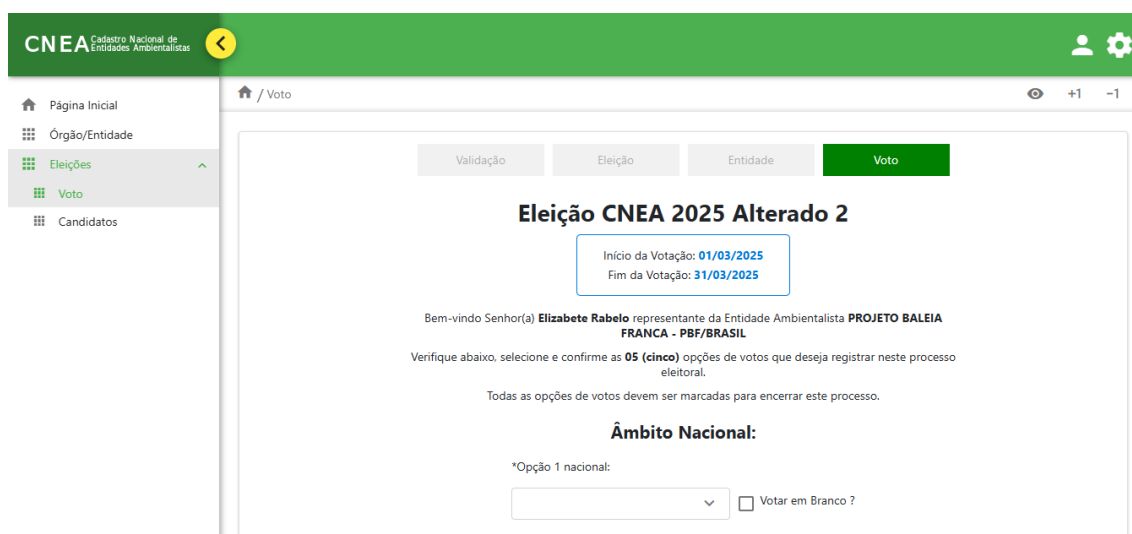 CNEA Cadastro Nacional de
Entidades Ambientalistas
Página Inicial
Órgão/Entidade
Eleições
Voto
Candidatos
/ Voto
+1 -1
Validação Eleição Entidade Voto
Eleição CNEA 2025 Alterado 2
Início da Votação: 01/03/2025
Fim da Votação: 31/03/2025
Bem-vindo Senhor(a) Elizabete Rabelo representante da Entidade Ambientalista PROJETO BALEIA
FRANCA - PBF/BRASIL
Verifique abaixo, selecione e confirme as 05 (cinco) opções de votos que deseja registrar neste processo
eleitoral.
Todas as opções de votos devem ser marcadas para encerrar este processo.
Âmbito Nacional:
*Opção 1 nacional:
Votar em Branco ?